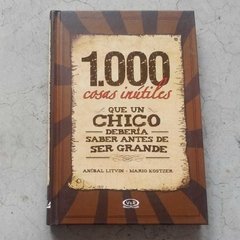 1.000
cosas inútiles
QUE UN
CHICO
DEBERÍA
SABER ANTES DE
SER GRANDE
ANÍBAL LITVIN - MARIO KOSTZER
V&R